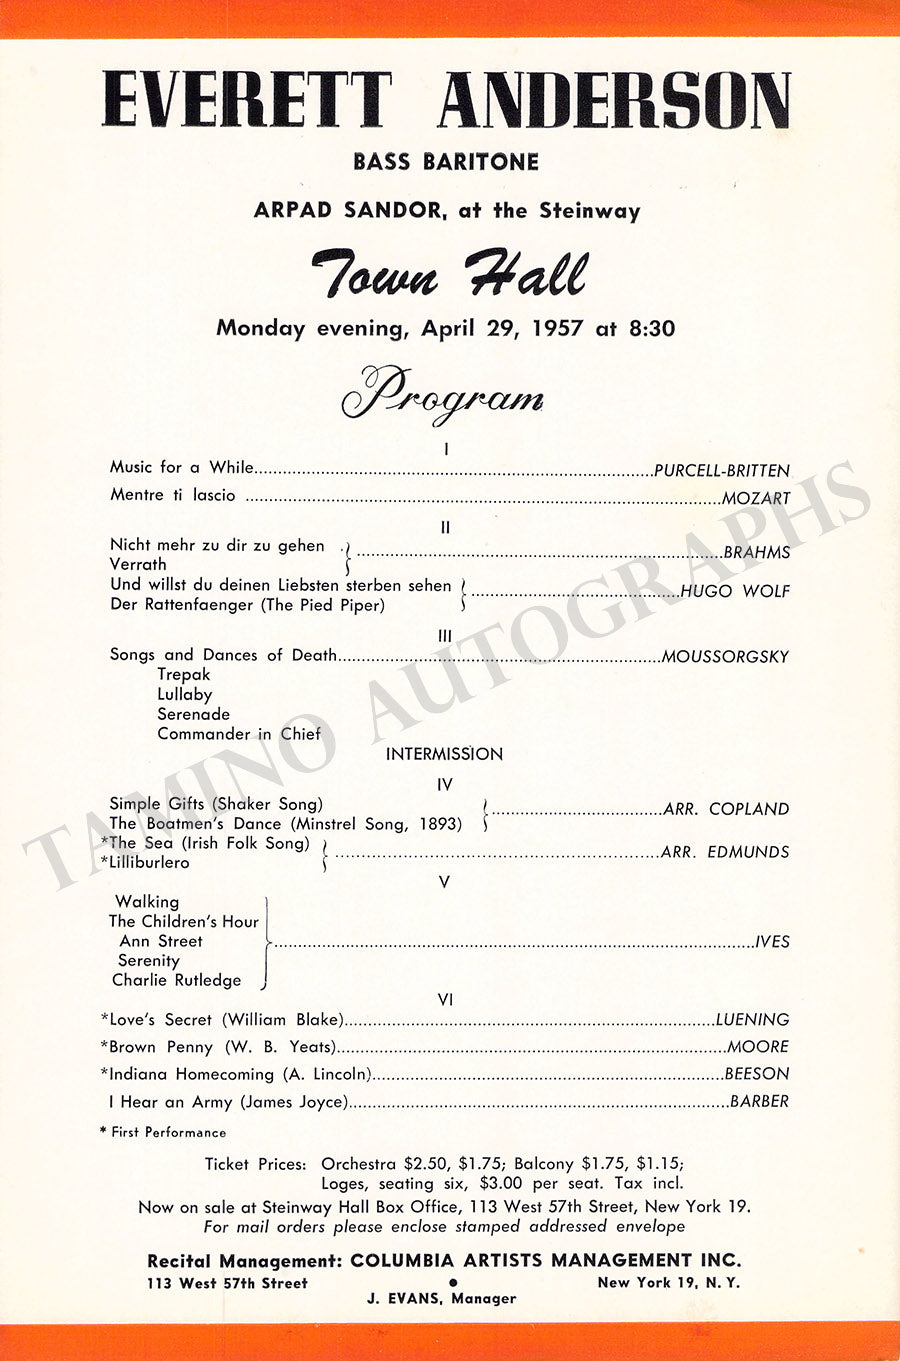 EVERETT ANDERSON
BASS BARITONE
ARPAD SANDOR, at the Steinway
Town Hall
Monday evening, April 29, 1957 at 8:30
Program
I
Music for a While..........PURCELL-BRITTEN
Mentre ti lascio ..........MOZART
II
Nicht mehr zu dir zu gehen
Verrath
..........BRAHMS
Und willst du deinen Liebsten sterben sehen
Der Rattenfaenger (The Pied Piper)
..........HUGO WOLF
III
Songs and Dances of Death..........MOUSSORGSKY
Trepak
Lullaby
Serenade
Commander in Chief
INTERMISSION
IV
Simple Gifts (Shaker Song)
The Boatmen's Dance (Minstrel Song, 1893)
..........ARR. COPLAND
*The Sea (Irish Folk Song)
*Lilliburlero
..........ARR. EDMUNDS
V
Walking
The Children's Hour
Ann Street
Serenity
Charlie Rutledge
..........IVES
VI
*Love's Secret (William Blake)..........LUENING
*Brown Penny (W. B. Yeats)..........MOORE
*Indiana Homecoming (A. Lincoln)..........BEESON
I Hear an Army (James Joyce)..........BARBER
* First Performance
Ticket Prices: Orchestra $2.50, $1.75; Balcony $1.75, $1.15;
Loges, seating six, $3.00 per seat. Tax incl.
Now on sale at Steinway Hall Box Office, 113 West 57th Street, New York 19.
For mail orders please enclose stamped addressed envelope
Recital Management: COLUMBIA ARTISTS MANAGEMENT INC.
113 West 57th Street • New York 19, N. Y.
J. EVANS, Manager
TAMINO AUTOGRAPHS